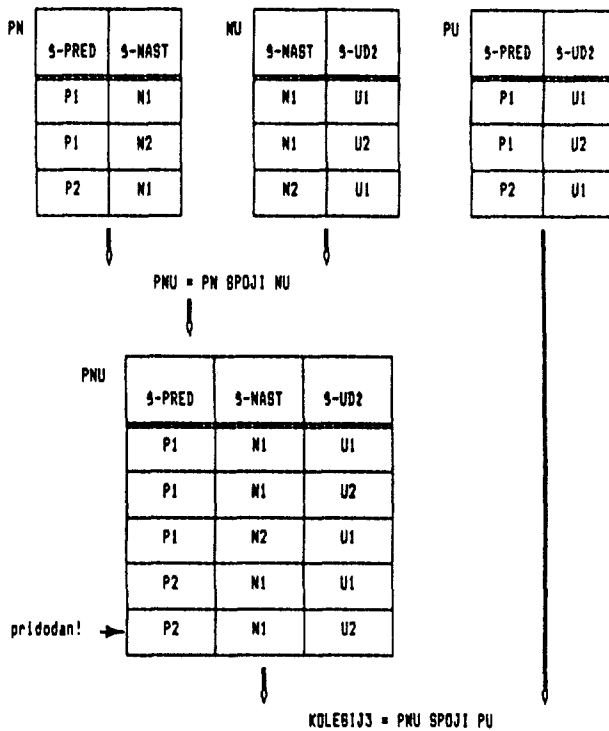 PN NU PU
Š-PRED Š-NAST Š-NAST Š-UDŽ Š-PRED Š-UDŽ
P1 N1 N1 U1 P1 U1
P1 N2 N1 U2 P1 U2
P2 N1 N2 U1 P2 U1
PNU = PN SPOJI NU
PNU
Š-PRED Š-NAST Š-UDŽ
P1 N1 U1
P1 N1 U2
P1 N2 U1
P2 N1 U1
pridodan! P2 N1 U2
KOLEGIJ3 = PNU SPOJI PU